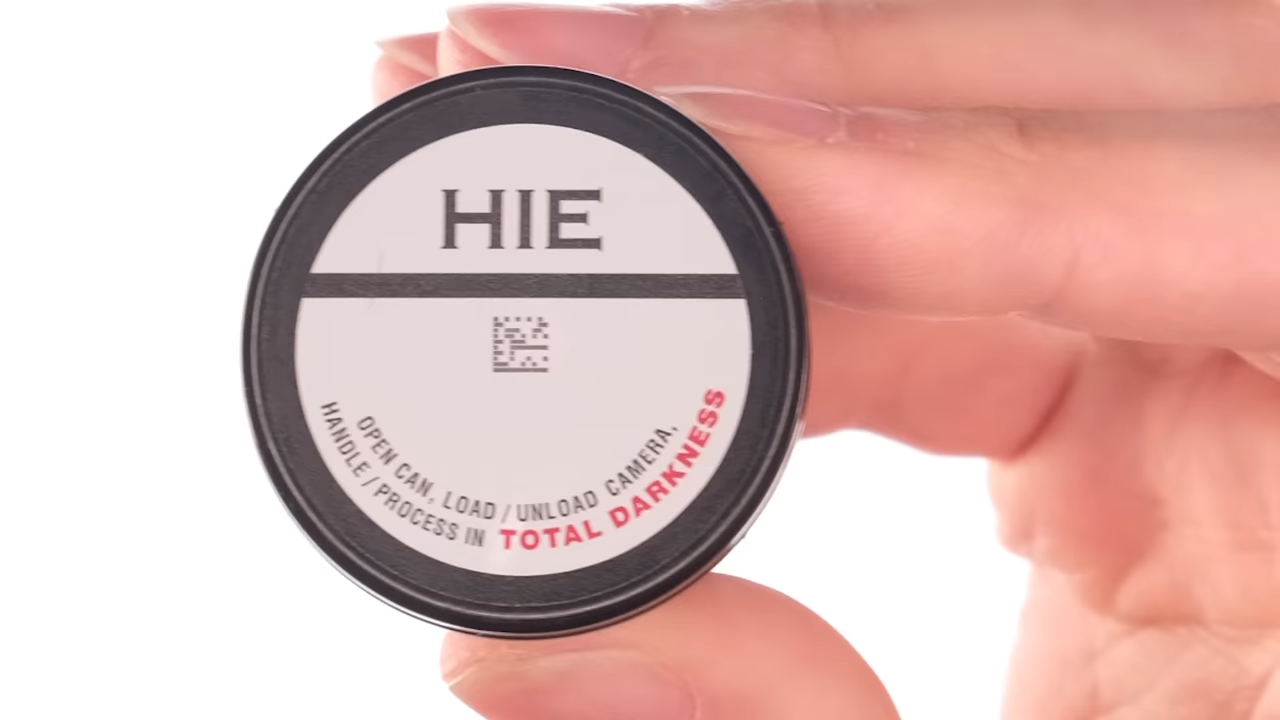 HIE
OPEN CAN, LOAD / UNLOAD CAMERA,
HANDLE / PROCESS IN TOTAL DARKNESS